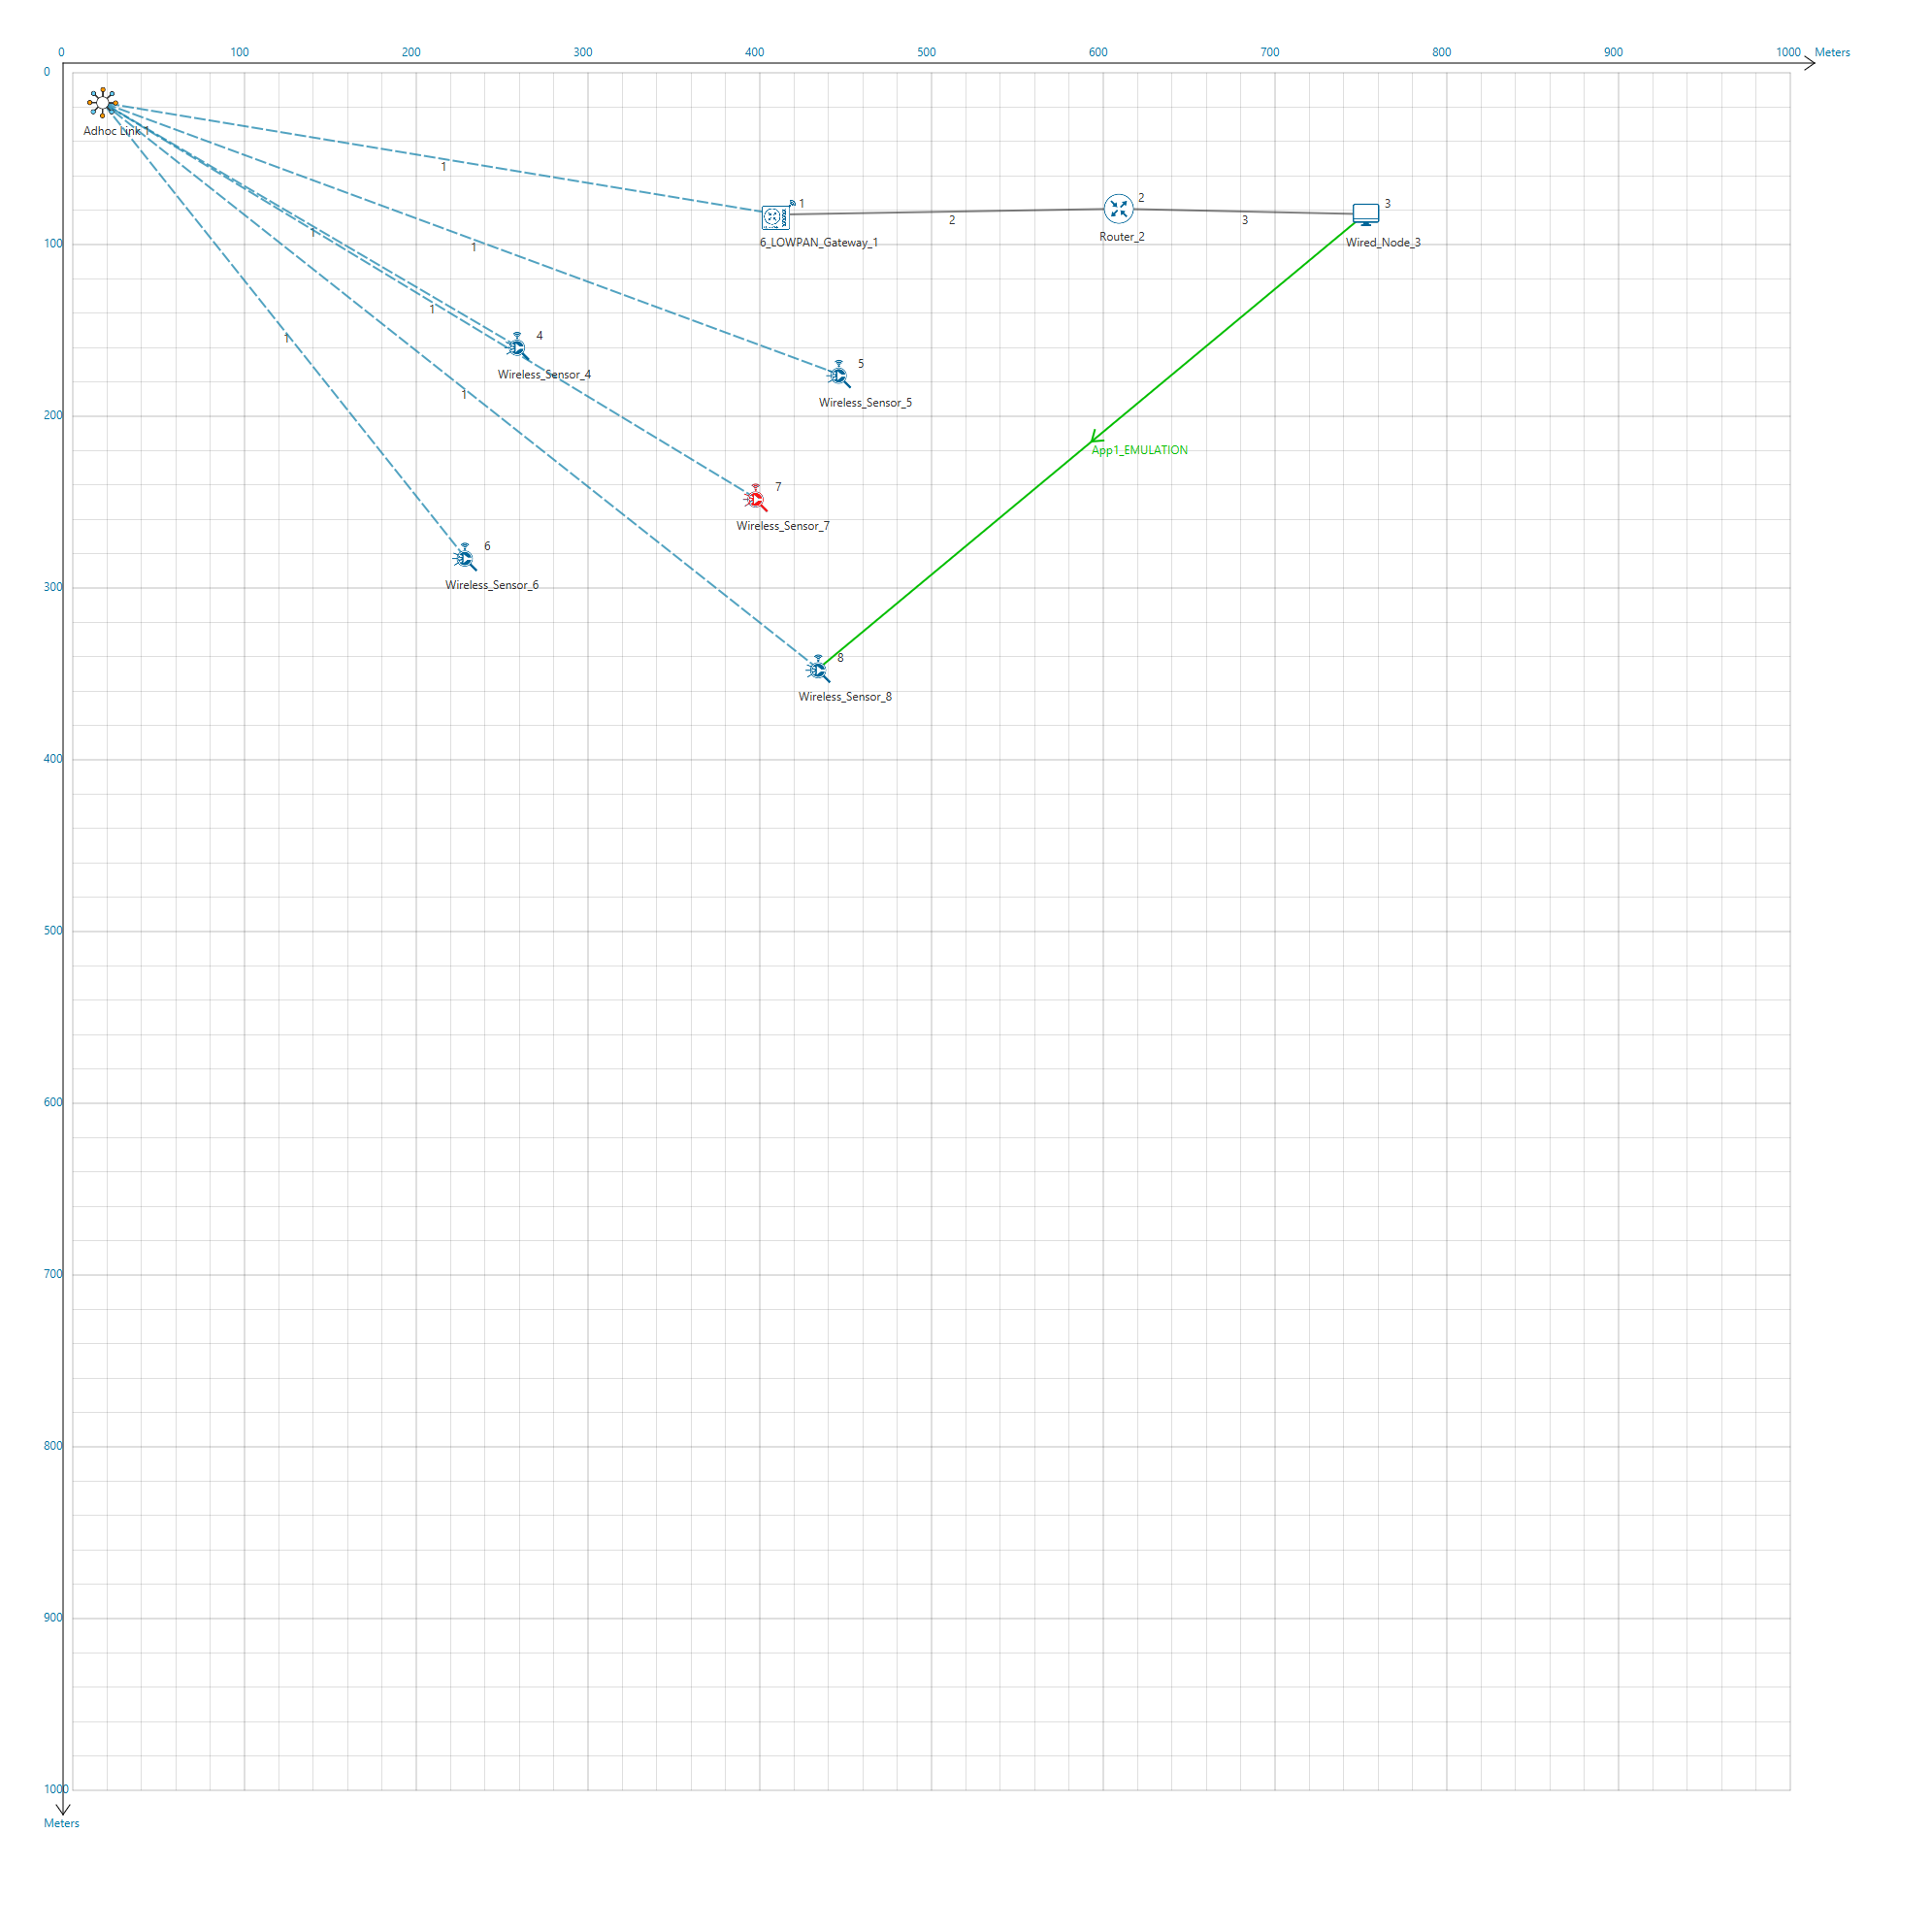 0 100 200 300 400 500 600 700 800 900 1000 Meters
0
Adhoc Link 1
1
1
2
3
2
3
6_LOWPAN_Gateway_1
Router_2
Wired_Node_3
100
1
1
1
1
1
4
Wireless_Sensor_4
5
Wireless_Sensor_5
200
App1_EMULATION
7
Wireless_Sensor_7
6
Wireless_Sensor_6
300
8
Wireless_Sensor_8
400
500
600
700
800
900
1000
Meters